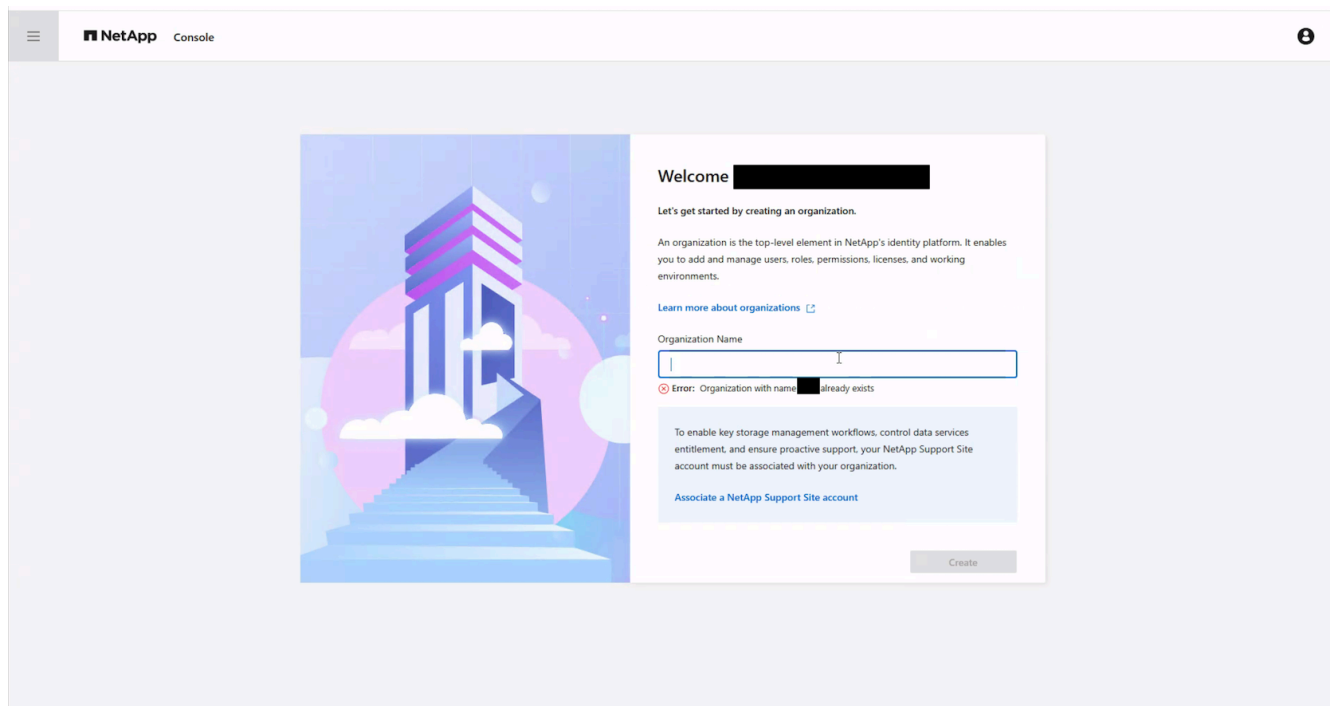 NetApp Console
Welcome
Let's get started by creating an organization.
An organization is the top-level element in NetApp's identity platform. It enables
you to add and manage users, roles, permissions, licenses, and working
environments.
Learn more about organizations
Organization Name
Error: Organization with name already exists
To enable key storage management workflows, control data services
entitlement, and ensure proactive support, your NetApp Support Site
account must be associated with your organization.
Associate a NetApp Support Site account
Create